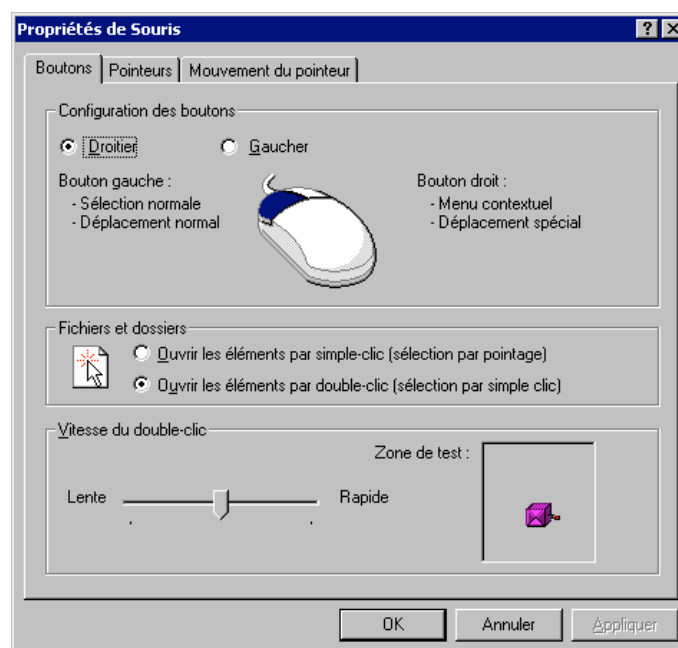 Propriétés de Souris
Boutons Pointeurs Mouvement du pointeur
Configuration des boutons
Droitier Gaucher
Bouton gauche :
- Sélection normale
- Déplacement normal
Bouton droit :
- Menu contextuel
- Déplacement spécial
Fichiers et dossiers
Ouvrir les éléments par simple-clic (sélection par pointage)
Ouvrir les éléments par double-clic (sélection par simple clic)
Vitesse du double-clic
Zone de test :
Lente Rapide
OK Annuler Appliquer